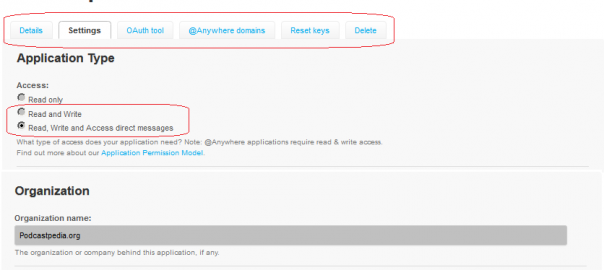 Details Settings OAuth tool @Anywhere domains Reset keys Delete
Application Type
Access:
Read only
Read and Write
Read, Write and Access direct messages
What type of access does your application need? Note: @Anywhere applications require read & write access.
Find out more about our Application Permission Model.
Organization
Organization name:
Podcastpedia.org
The organization or company behind this application, if any.